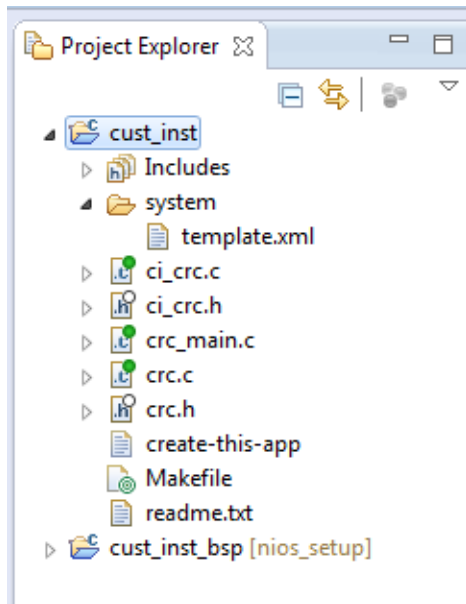 Project Explorer
cust_inst
Includes
system
template.xml
ci_crc.c
ci_crc.h
crc_main.c
crc.c
crc.h
create-this-app
Makefile
readme.txt
cust_inst_bsp [nios_setup]